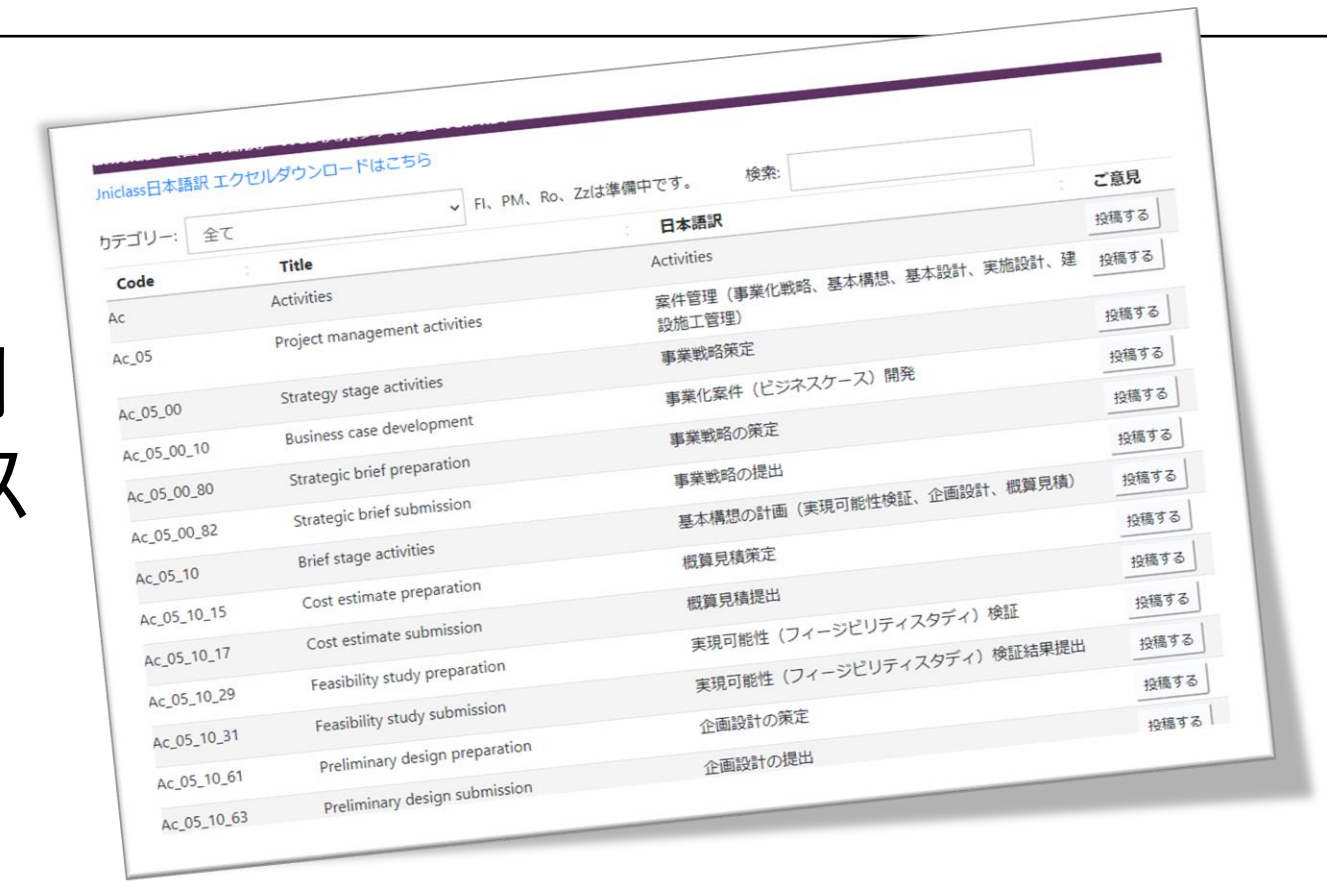 Jniclass日本語訳 エクセルダウンロードはこちら
カテゴリー: 全て FI、PM、Ro、Zzは準備中です。 検索:
Code Title 日本語訳 ご意見
Ac Activities Activities 投稿する
Ac_05 Project management activities 案件管理（事業化戦略、基本構想、基本設計、実施設計、建 投稿する
設施工管理）
Ac_05_00 Strategy stage activities 事業戦略策定 投稿する
Ac_05_00_10 Business case development 事業化案件（ビジネスケース）開発 投稿する
Ac_05_00_80 Strategic brief preparation 事業戦略の策定 投稿する
Ac_05_00_82 Strategic brief submission 事業戦略の提出 投稿する
Ac_05_10 Brief stage activities 基本構想の計画（実現可能性検証、企画設計、概算見積） 投稿する
Ac_05_10_15 Cost estimate preparation 概算見積策定 投稿する
Ac_05_10_17 Cost estimate submission 概算見積提出 投稿する
Ac_05_10_29 Feasibility study preparation 実現可能性（フィージビリティスタディ）検証 投稿する
Ac_05_10_31 Feasibility study submission 実現可能性（フィージビリティスタディ）検証結果提出 投稿する
Ac_05_10_61 Preliminary design preparation 企画設計の策定 投稿する
Ac_05_10_63 Preliminary design submission 企画設計の提出 投稿する
ス